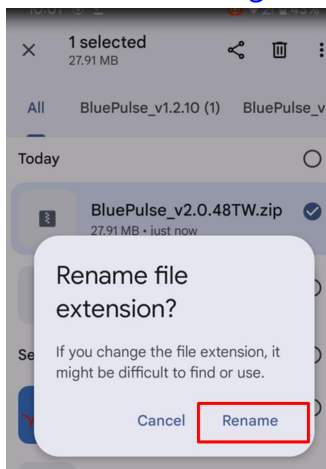 1 selected
27.91 MB
All BluePulse_v1.2.10 (1) BluePulse_v
Today
BluePulse_v2.0.48TW.zip
27.91 MB • just now
Rename file
extension?
Se
If you change the file extension, it
might be difficult to find or use.
Cancel Rename